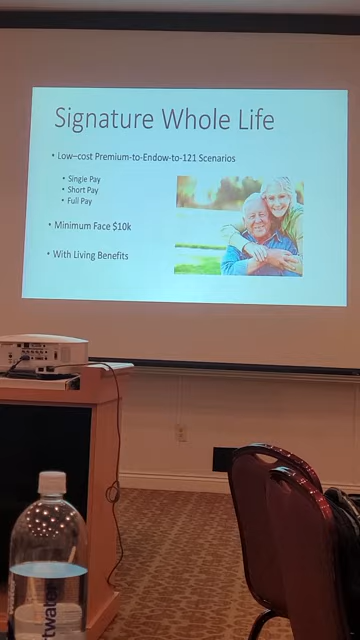 Signature Whole Life
• Low–cost Premium-to-Endow-to-121 Scenarios
• Single Pay
• Short Pay
• Full Pay
• Minimum Face $10k
• With Living Benefits
rtwater